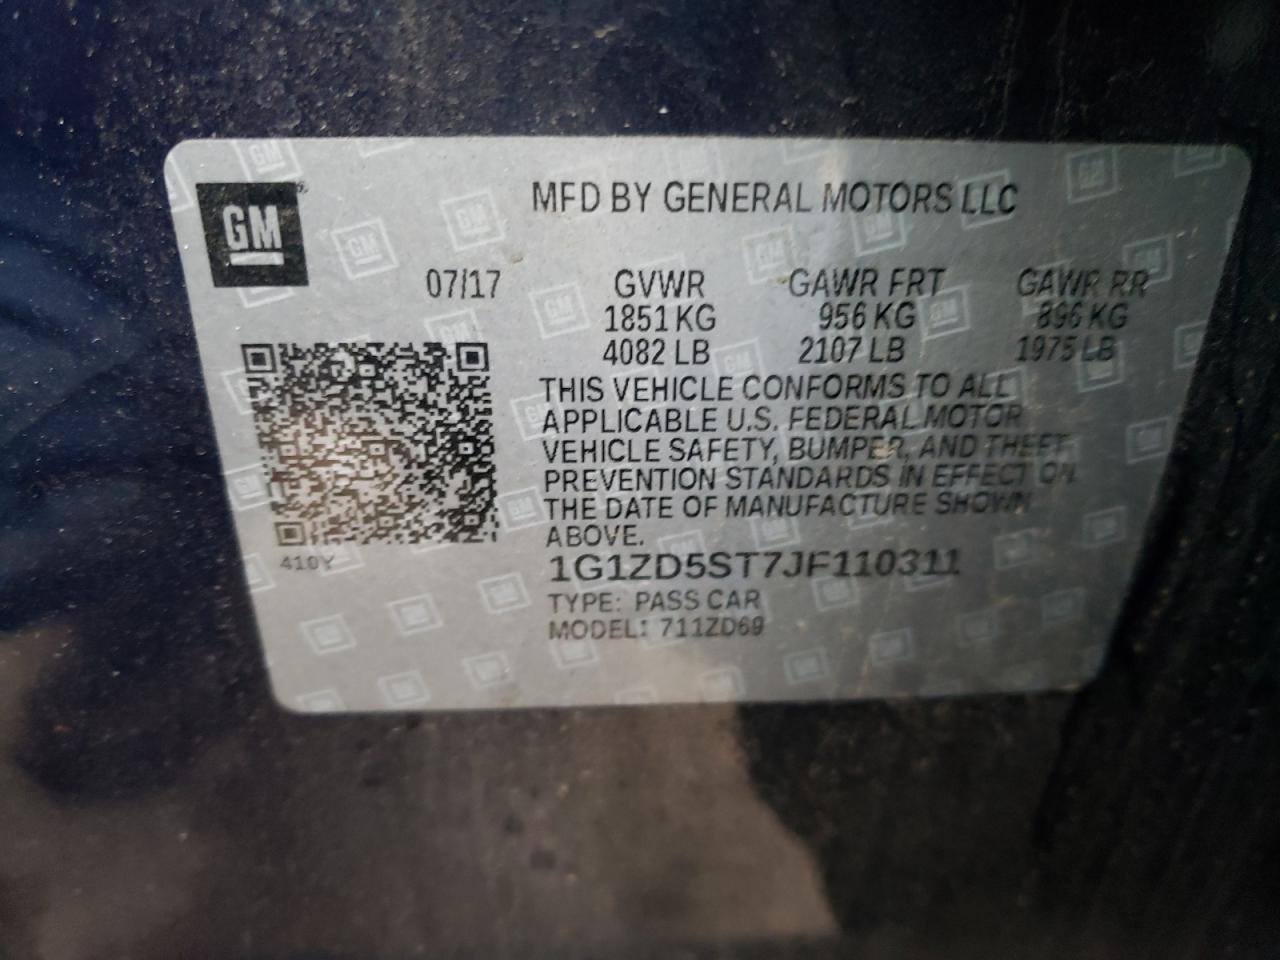 GM
MFD BY GENERAL MOTORS LLC
07/17 GVWR GAWR FRT GAWR RR
1851 KG 956 KG 896 KG
4082 LB 2107 LB 1975 LB
THIS VEHICLE CONFORMS TO ALL
APPLICABLE U.S. FEDERAL MOTOR
VEHICLE SAFETY, BUMPER, AND THEFT
PREVENTION STANDARDS IN EFFECT ON
THE DATE OF MANUFACTURE SHOWN
ABOVE.
410Y
1G1ZD5ST7JF110311
TYPE: PASS CAR
MODEL: 711ZD69